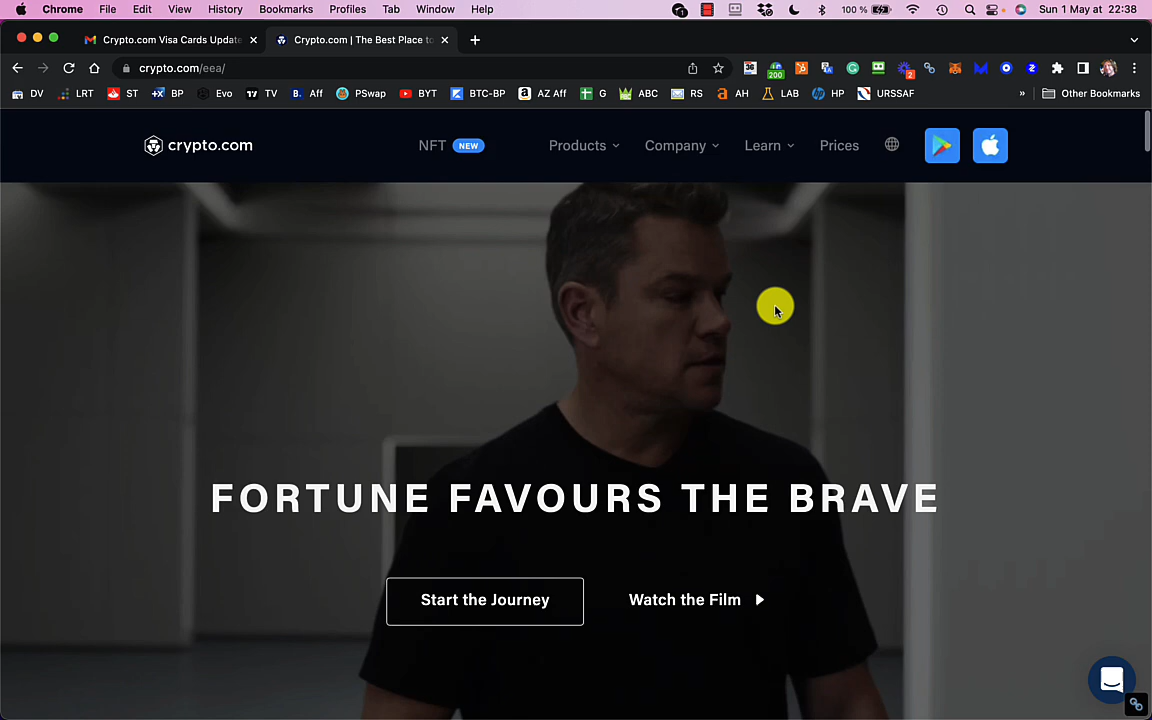 Chrome File Edit View History Bookmarks Profiles Tab Window Help 100 % Sun 1 May at 22:38
Crypto.com Visa Cards Update Crypto.com | The Best Place to
crypto.com/eea/ 200 2
DV LRT ST BP Evo TV Aff PSwap BYT BTC-BP AZ Aff G ABC RS AH LAB HP URSSAF » Other Bookmarks
crypto.com NFT NEW Products Company Learn Prices
FORTUNE FAVOURS THE BRAVE
Start the Journey Watch the Film